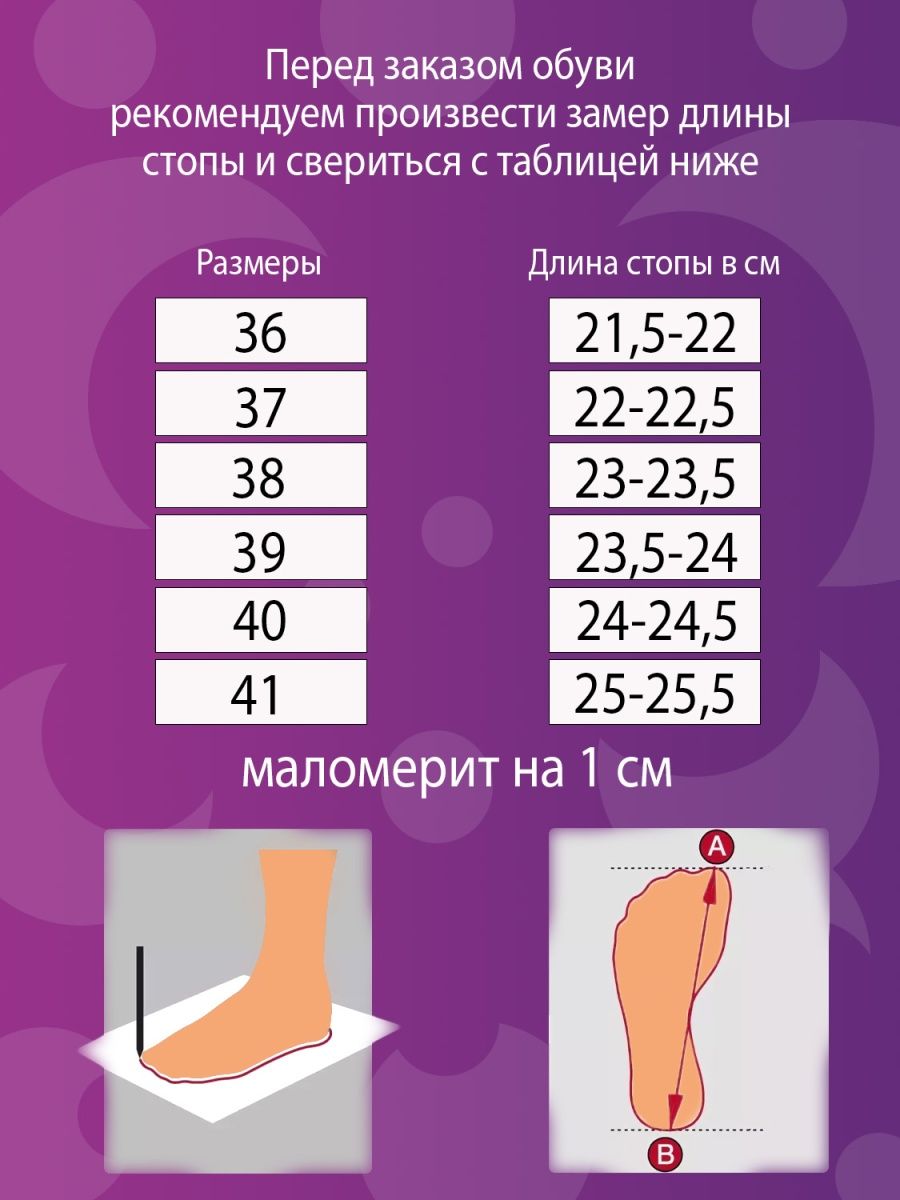 Перед заказом обуви
рекомендуем произвести замер длины
стопы и свериться с таблицей ниже
Размеры Длина стопы в см
36 21,5-22
37 22-22,5
38 23-23,5
39 23,5-24
40 24-24,5
41 25-25,5
маломерит на 1 см
A
B